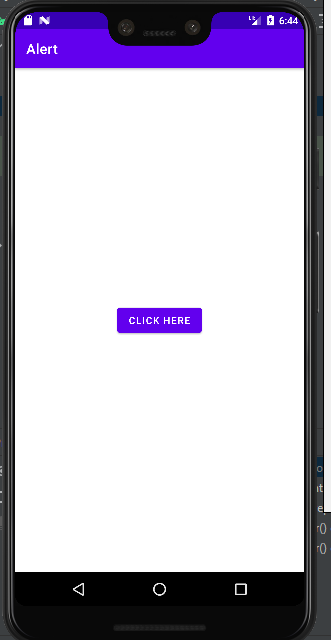 6:44
Alert
CLICK HERE
r()
r()